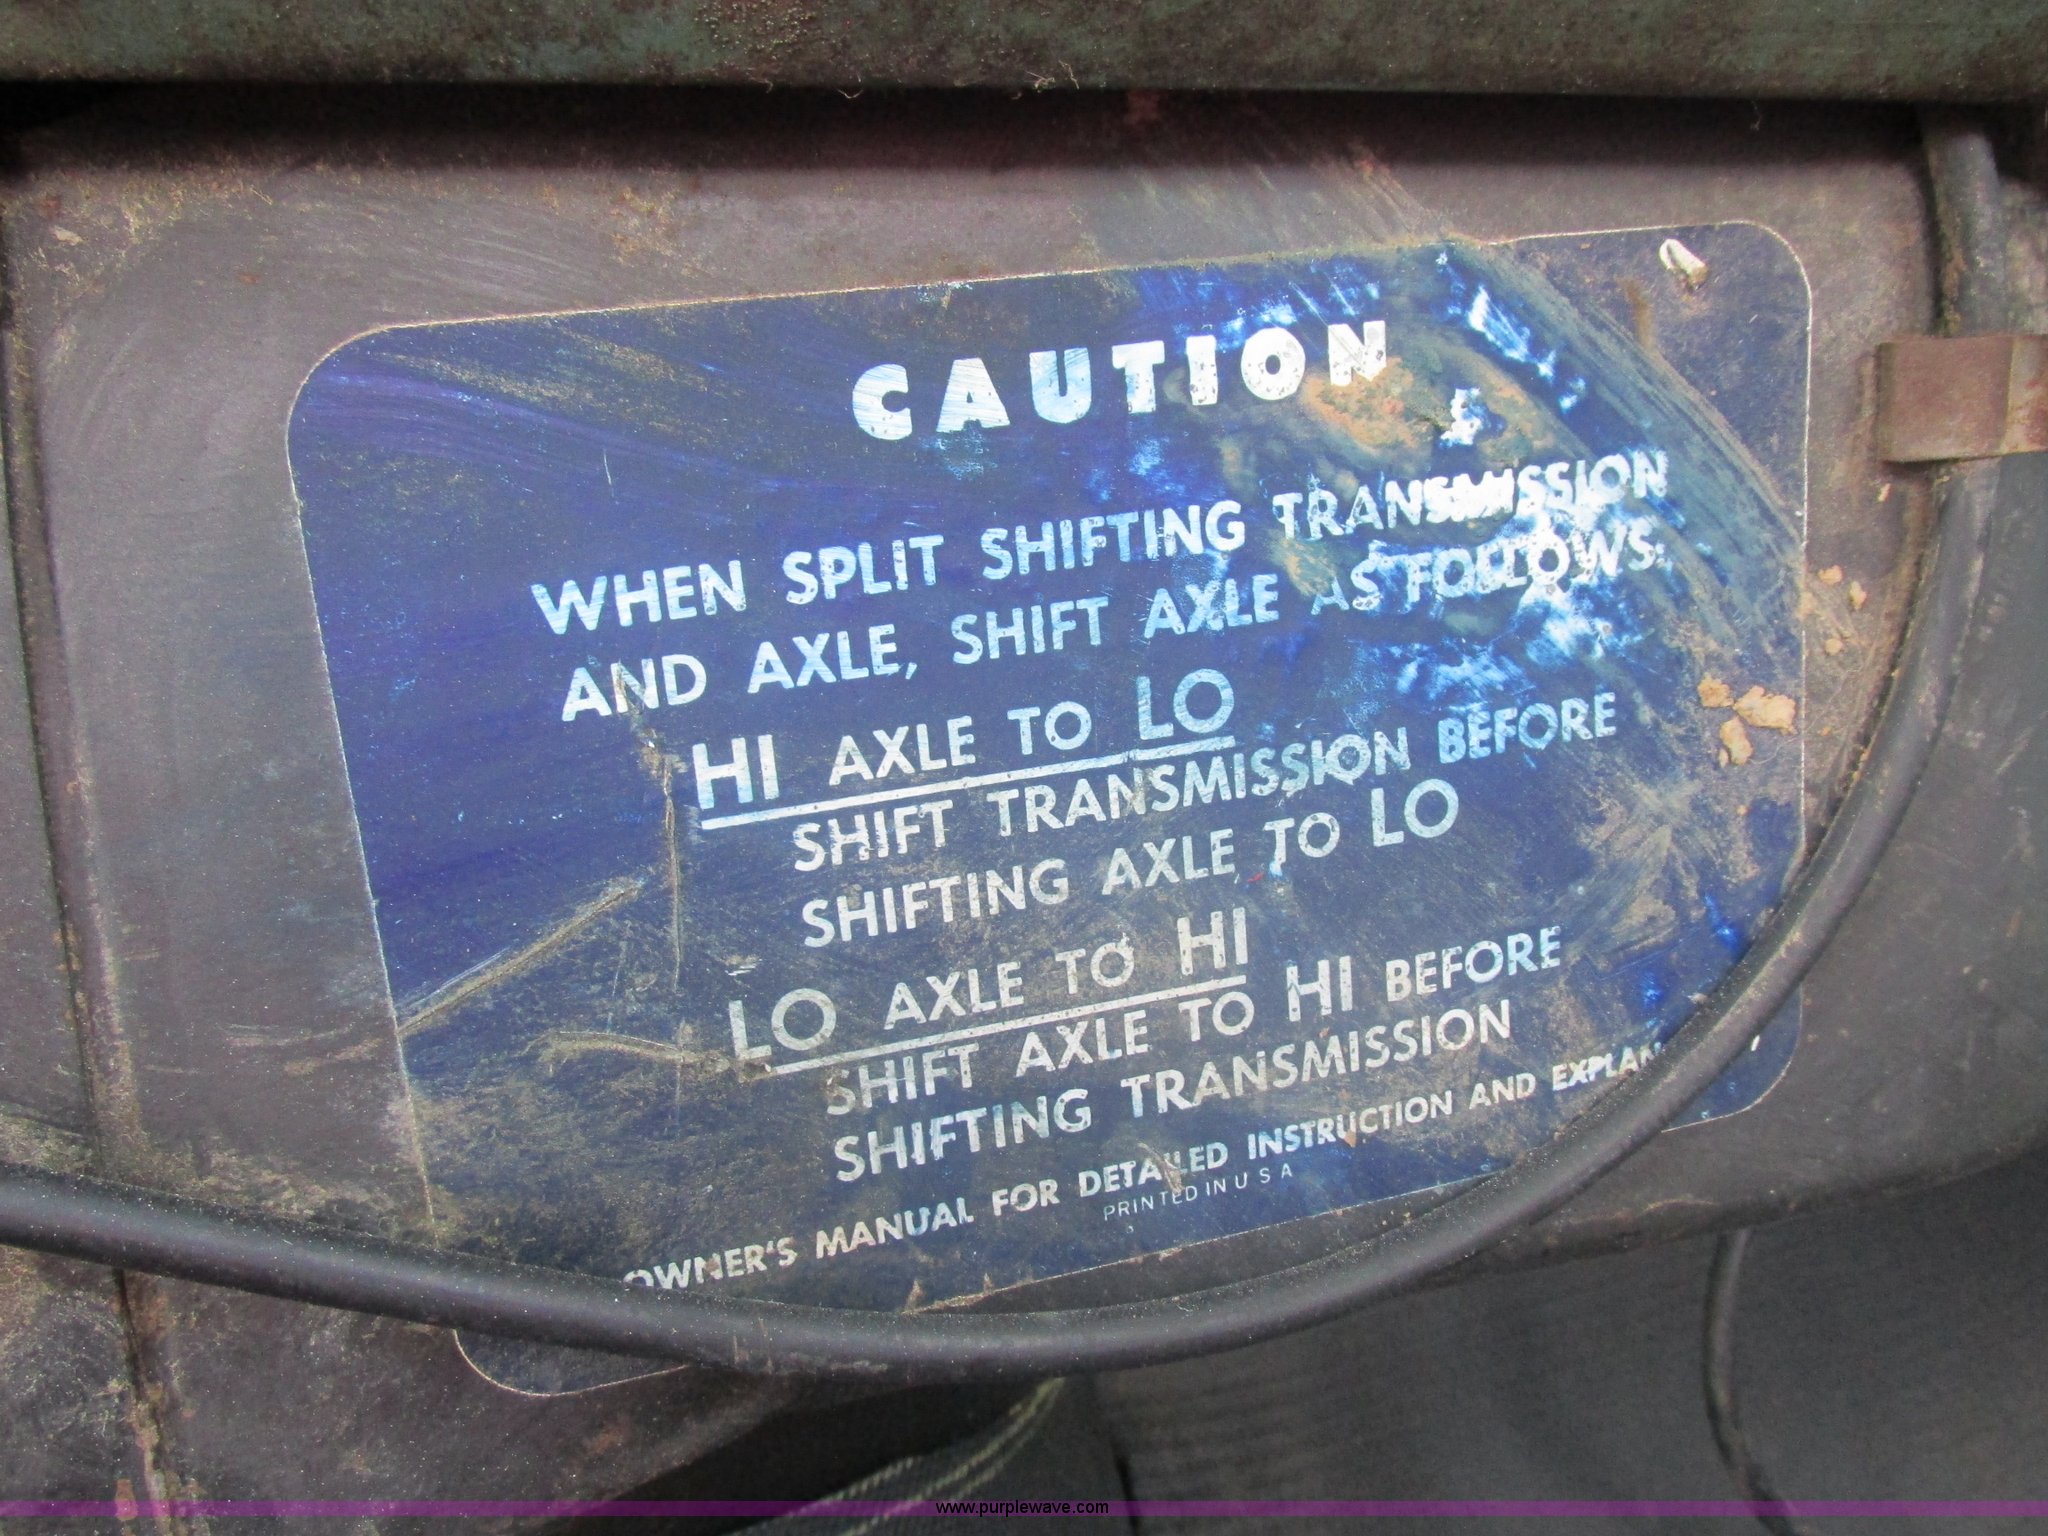 CAUTION
WHEN SPLIT SHIFTING TRANSMISSION
AND AXLE, SHIFT AXLE AS FOLLOWS:
HI AXLE TO LO
SHIFT TRANSMISSION BEFORE
SHIFTING AXLE TO LO
LO AXLE TO HI
SHIFT AXLE TO HI BEFORE
SHIFTING TRANSMISSION
OWNER'S MANUAL FOR DETAILED INSTRUCTION AND EXPLAN
PRINTED IN U S A
www.purplewave.com